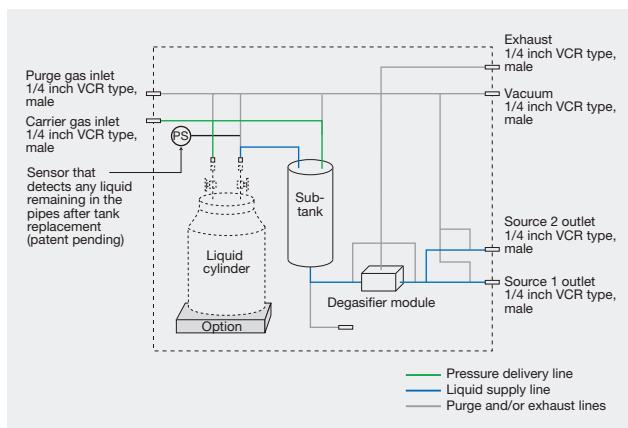 Purge gas inlet
1/4 inch VCR type,
male
Carrier gas inlet
1/4 inch VCR type,
male
PS
Sensor that
detects any liquid
remaining in the
pipes after tank
replacement
(patent pending)
Liquid
cylinder
Option
Sub-
tank
Degasifier module
Exhaust
1/4 inch VCR type,
male
Vacuum
1/4 inch VCR type,
male
Source 2 outlet
1/4 inch VCR type,
male
Source 1 outlet
1/4 inch VCR type,
male
Pressure delivery line
Liquid supply line
Purge and/or exhaust lines